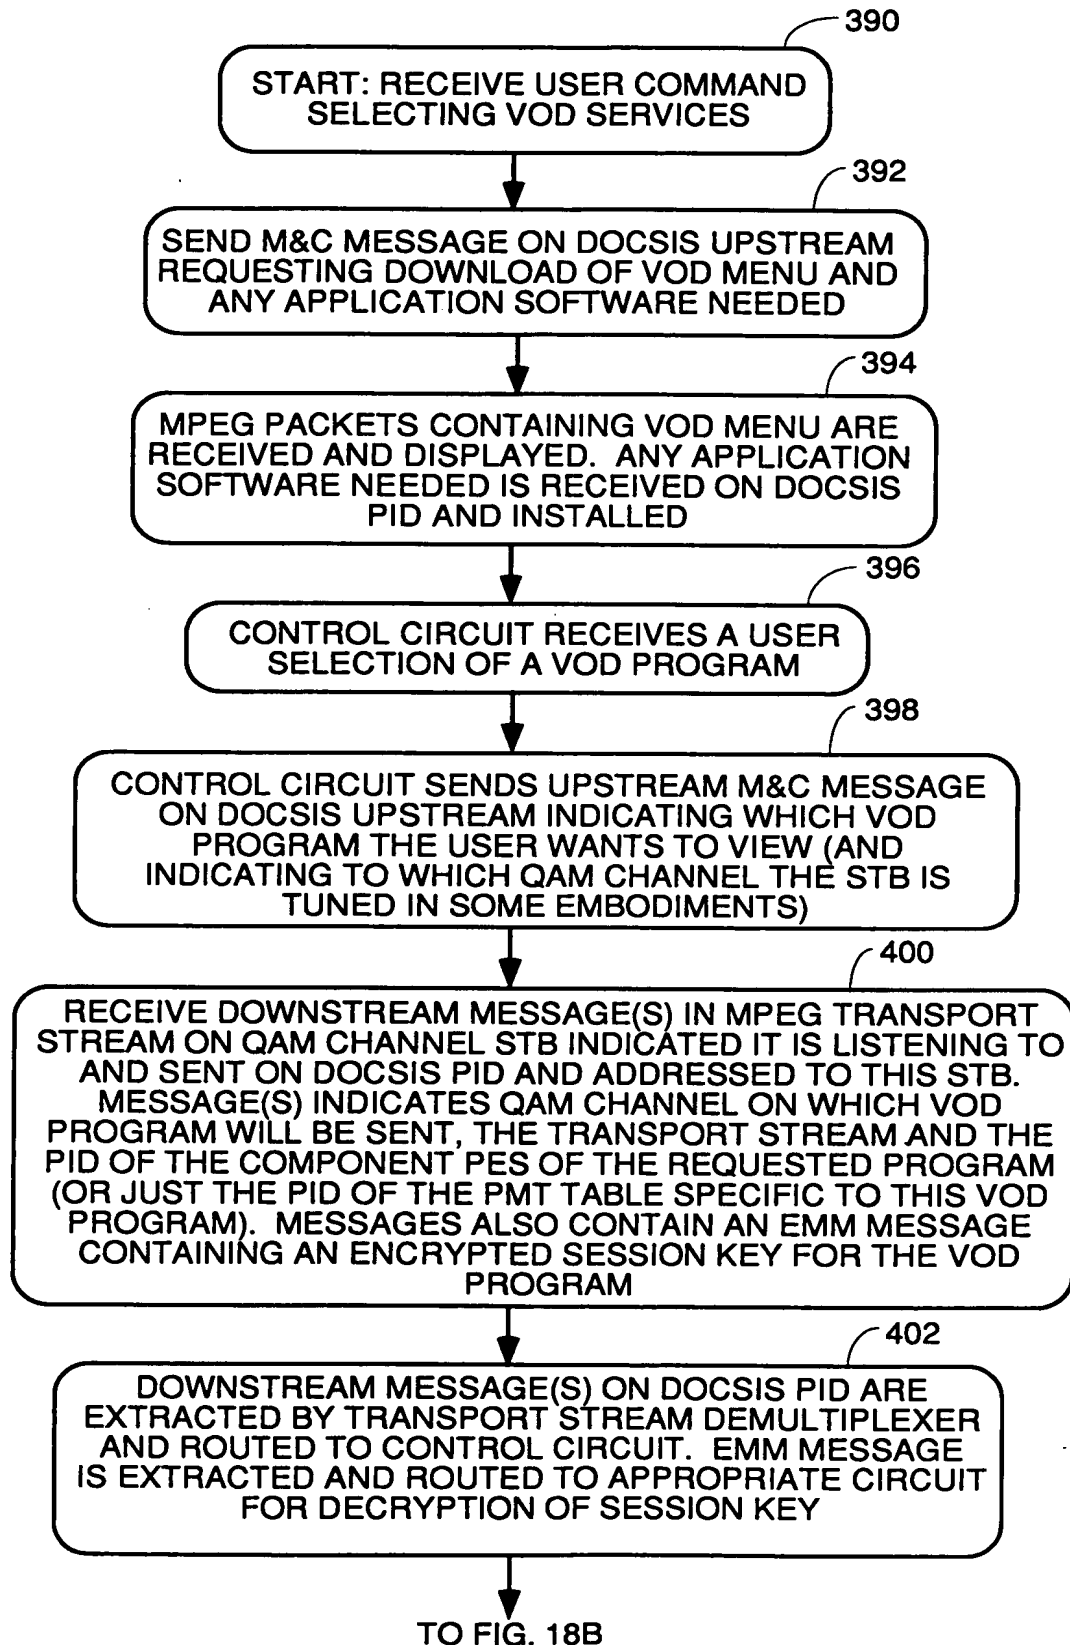 390
START: RECEIVE USER COMMAND
SELECTING VOD SERVICES
392
SEND M&C MESSAGE ON DOCSIS UPSTREAM
REQUESTING DOWNLOAD OF VOD MENU AND
ANY APPLICATION SOFTWARE NEEDED
394
MPEG PACKETS CONTAINING VOD MENU ARE
RECEIVED AND DISPLAYED. ANY APPLICATION
SOFTWARE NEEDED IS RECEIVED ON DOCSIS
PID AND INSTALLED
396
CONTROL CIRCUIT RECEIVES A USER
SELECTION OF A VOD PROGRAM
398
CONTROL CIRCUIT SENDS UPSTREAM M&C MESSAGE
ON DOCSIS UPSTREAM INDICATING WHICH VOD
PROGRAM THE USER WANTS TO VIEW (AND
INDICATING TO WHICH QAM CHANNEL THE STB IS
TUNED IN SOME EMBODIMENTS)
400
RECEIVE DOWNSTREAM MESSAGE(S) IN MPEG TRANSPORT
STREAM ON QAM CHANNEL STB INDICATED IT IS LISTENING TO
AND SENT ON DOCSIS PID AND ADDRESSED TO THIS STB.
MESSAGE(S) INDICATES QAM CHANNEL ON WHICH VOD
PROGRAM WILL BE SENT, THE TRANSPORT STREAM AND THE
PID OF THE COMPONENT PES OF THE REQUESTED PROGRAM
(OR JUST THE PID OF THE PMT TABLE SPECIFIC TO THIS VOD
PROGRAM). MESSAGES ALSO CONTAIN AN EMM MESSAGE
CONTAINING AN ENCRYPTED SESSION KEY FOR THE VOD
PROGRAM
402
DOWNSTREAM MESSAGE(S) ON DOCSIS PID ARE
EXTRACTED BY TRANSPORT STREAM DEMULTIPLEXER
AND ROUTED TO CONTROL CIRCUIT. EMM MESSAGE
IS EXTRACTED AND ROUTED TO APPROPRIATE CIRCUIT
FOR DECRYPTION OF SESSION KEY
TO FIG. 18B